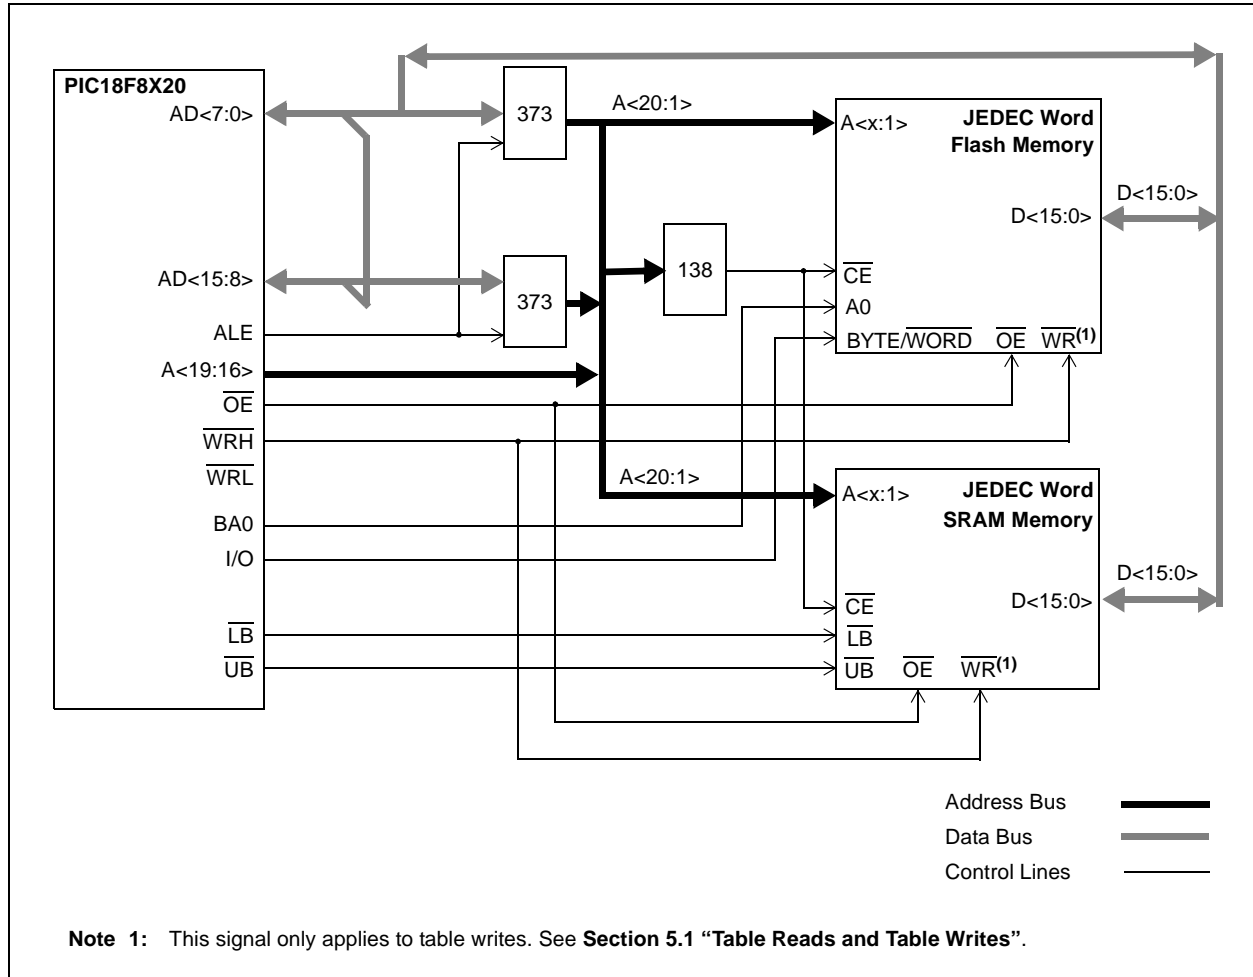 PIC18F8X20
AD<7:0>
AD<15:8>
ALE
A<19:16>
OE
WRH
WRL
BA0
I/O
LB
UB
373
373
138
A<20:1>
A<20:1>
A<x:1>
JEDEC Word
Flash Memory
D<15:0>
D<15:0>
CE
A0
BYTE/WORD OE WR(1)
A<x:1>
JEDEC Word
SRAM Memory
D<15:0>
D<15:0>
CE
LB
UB OE WR(1)
Address Bus
Data Bus
Control Lines
Note 1: This signal only applies to table writes. See Section 5.1 “Table Reads and Table Writes”.